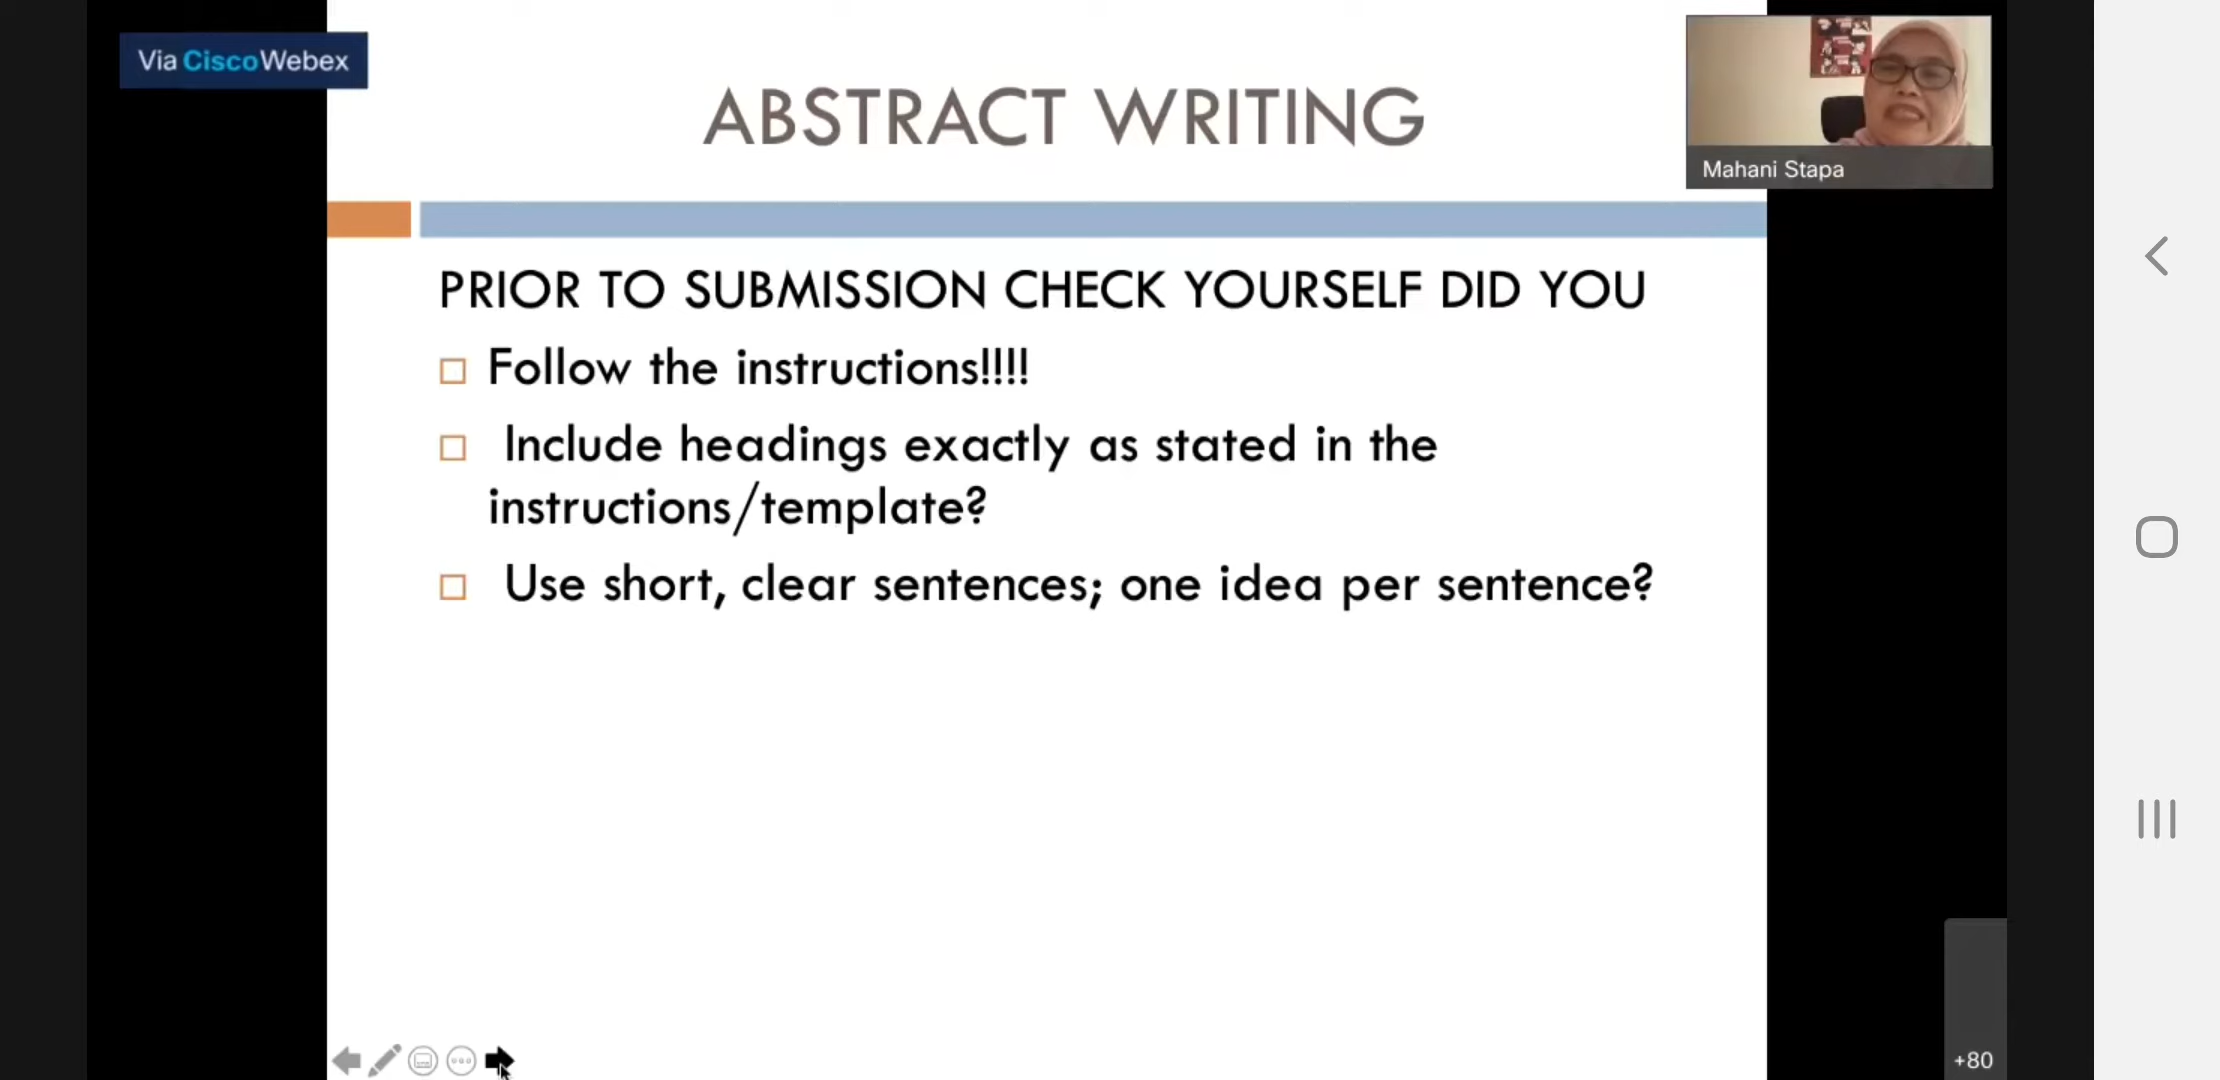 Via CiscoWebex
ABSTRACT WRITING
Mahani Stapa
PRIOR TO SUBMISSION CHECK YOURSELF DID YOU
Follow the instructions!!!!
Include headings exactly as stated in the
instructions/template?
Use short, clear sentences; one idea per sentence?
+80